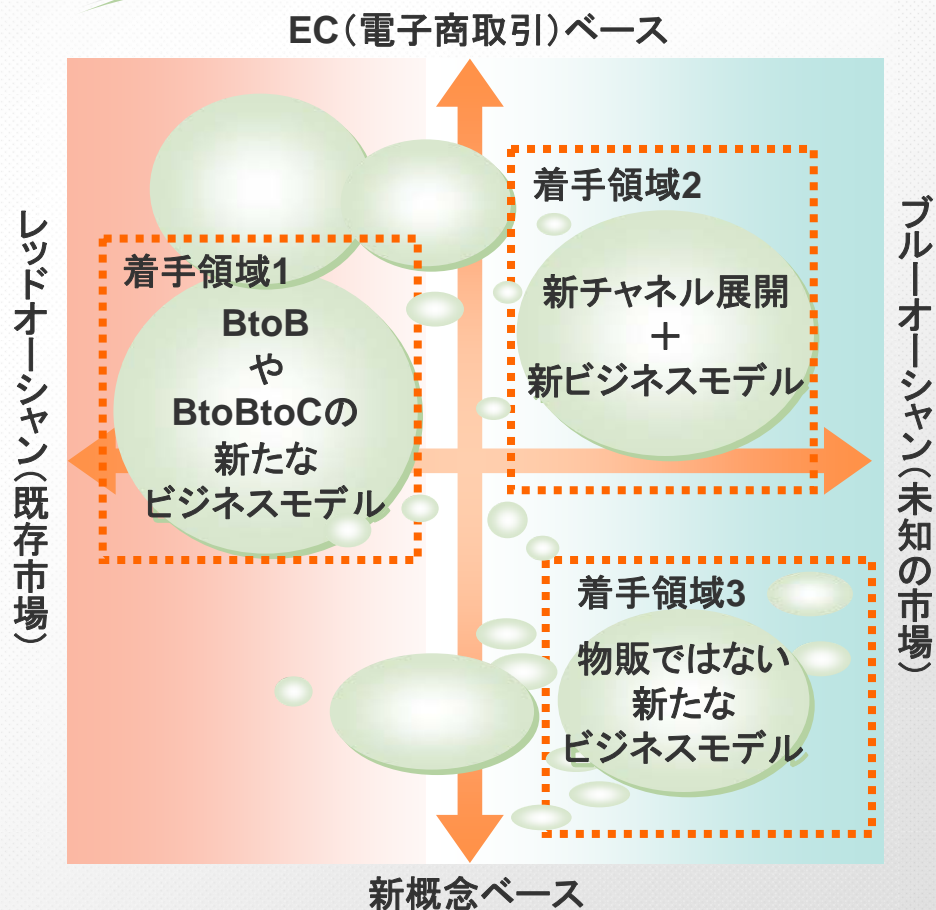 EC(電子商取引)ベース
レッドオーシャン(既存市場)
ブルーオーシャン(未知の市場)
着手領域1
BtoB
や
BtoBtoCの
新たな
ビジネスモデル
着手領域2
新チャネル展開
＋
新ビジネスモデル
着手領域3
物販ではない
新たな
ビジネスモデル
新概念ベース